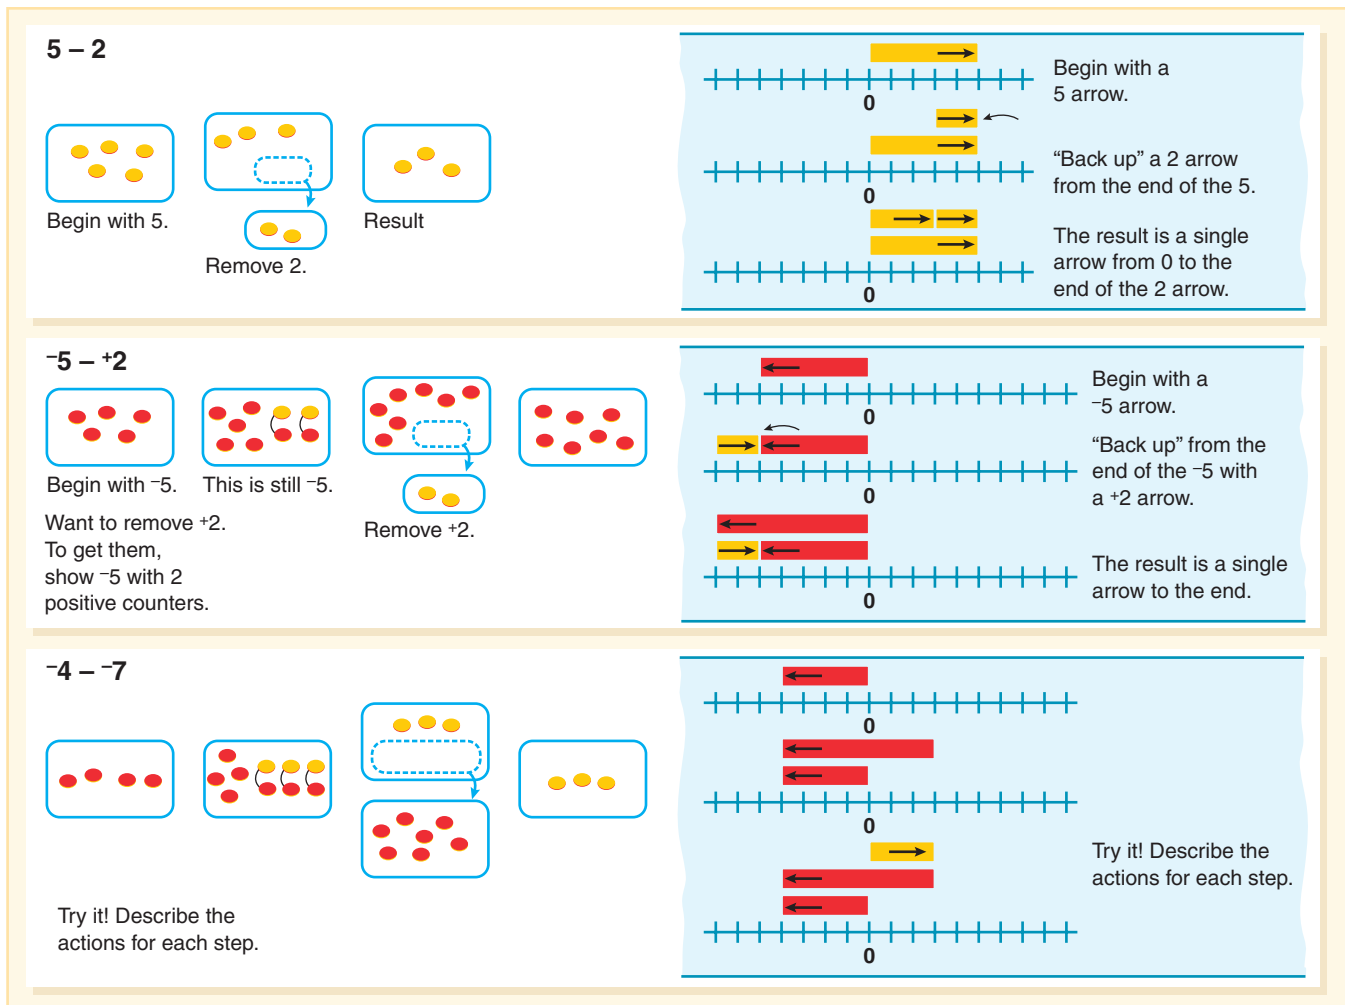 5 – 2
Begin with 5.
Remove 2.
Result
0
Begin with a
5 arrow.
0
“Back up” a 2 arrow
from the end of the 5.
0
The result is a single
arrow from 0 to the
end of the 2 arrow.
⁻5 – ⁺2
Begin with ⁻5.
Want to remove ⁺2.
To get them,
show ⁻5 with 2
positive counters.
This is still ⁻5.
Remove ⁺2.
0
Begin with a
⁻5 arrow.
0
“Back up” from the
end of the ⁻5 with
a ⁺2 arrow.
0
The result is a single
arrow to the end.
⁻4 – ⁻7
Try it! Describe the
actions for each step.
0
0
0
Try it! Describe the
actions for each step.